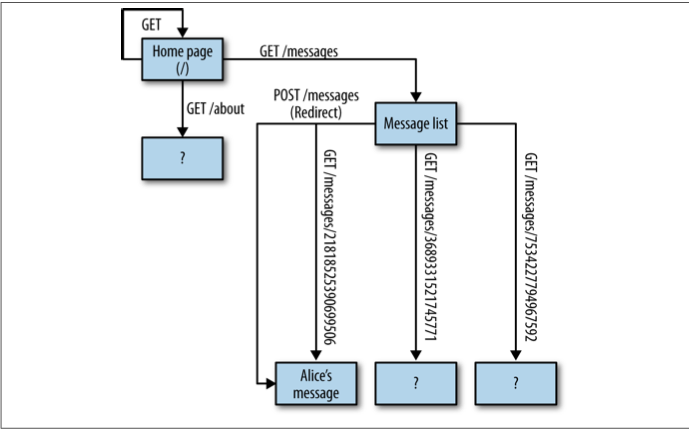 GET
Home page
(/)
GET /messages
GET /about
?
POST /messages
(Redirect)
Message list
GET /messages/21818525390699506
GET /messages/3689331521745771
GET /messages/7534227794967592
Alice's
message
?
?